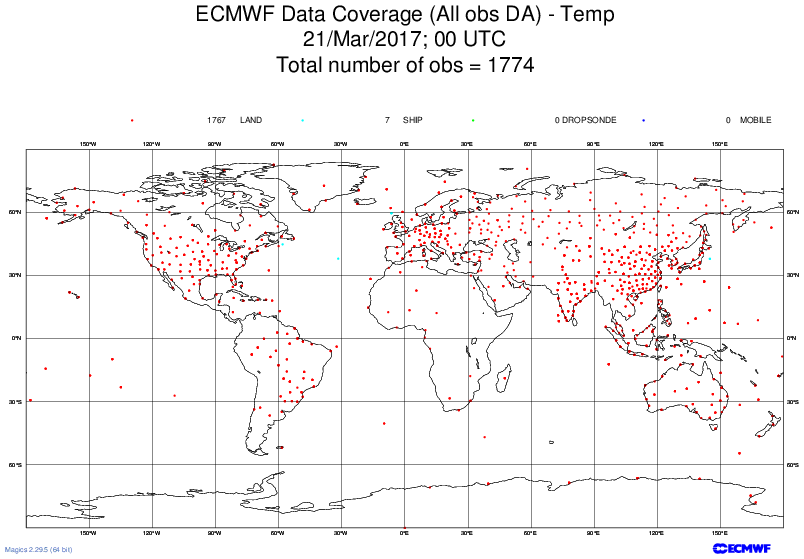 ECMWF Data Coverage (All obs DA) - Temp
21/Mar/2017; 00 UTC
Total number of obs = 1774
1767 LAND 7 SHIP 0 DROPSONDE 0 MOBILE
150°W 120°W 90°W 60°W 30°W 0°E 30°E 60°E 90°E 120°E 150°E
60°N 60°N
30°N 30°N
0°N 0°N
30°S 30°S
60°S 60°S
150°W 120°W 90°W 60°W 30°W 0°E 30°E 60°E 90°E 120°E 150°E
Magics 2.29.5 (64 bit)
ECMWF